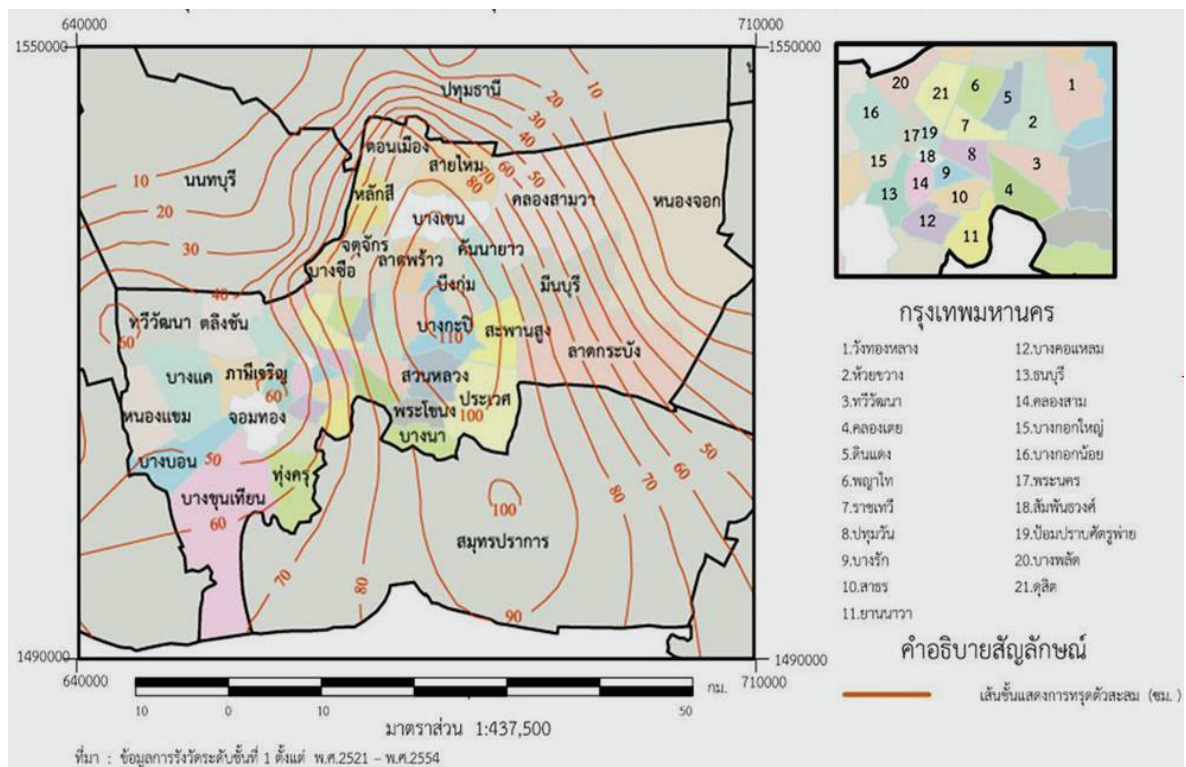 640000
710000
1550000
1550000
ปทุมธานี
10
20
30
40
50
60
70
80
ดอนเมือง
สายไหม
นนทบุรี
10
20
30
40
หลักสี่
คลองสามวา
หนองจอก
บางเขน
จตุจักร
ลาดพร้าว
คันนายาว
บางซื่อ
บึงกุ่ม
มีนบุรี
ทวีวัฒนา
ตลิ่งชัน
60
บางกะปิ
110
สะพานสูง
ลาดกระบัง
บางแค
ภาษีเจริญ
60
สวนหลวง
หนองแขม
จอมทอง
พระโขนง
ประเวศ
100
บางนา
บางบอน
50
ทุ่งครุ
บางขุนเทียน
60
70
80
90
100
สมุทรปราการ
80
70
60
1490000
1490000
640000
710000
10
0
10
50
กม.
มาตราส่วน 1:437,500
ที่มา : ข้อมูลการรังวัดระดับชั้นที่ 1 ตั้งแต่ พ.ศ.2521 – พ.ศ.2554
20
21
6
5
1
16
2
17
19
7
15
18
8
3
9
13
14
10
4
12
11
กรุงเทพมหานคร
1.วังทองหลาง
2.ห้วยขวาง
3.ทวีวัฒนา
4.คลองเตย
5.ดินแดง
6.พญาไท
7.ราชเทวี
8.ปทุมวัน
9.บางรัก
10.สาธร
11.ยานนาวา
12.บางคอแหลม
13.ธนบุรี
14.คลองสาม
15.บางกอกใหญ่
16.บางกอกน้อย
17.พระนคร
18.สัมพันธวงศ์
19.ป้อมปราบศัตรูพ่าย
20.บางพลัด
21.ดุสิต
คำอธิบายสัญลักษณ์
เส้นชั้นแสดงการทรุดตัวสะสม (ซม. )